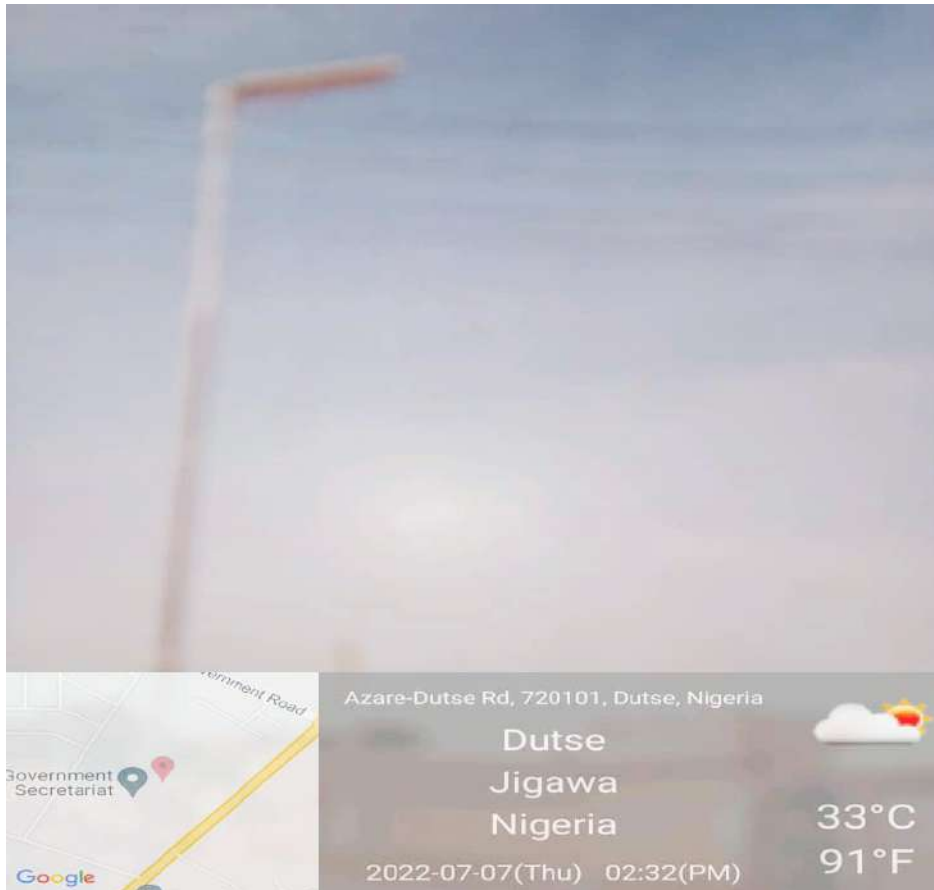 vernment Road
Government
Secretariat
Google
Azare-Dutse Rd, 720101, Dutse, Nigeria
Dutse
Jigawa
Nigeria
2022-07-07(Thu) 02:32(PM)
33°C
91°F